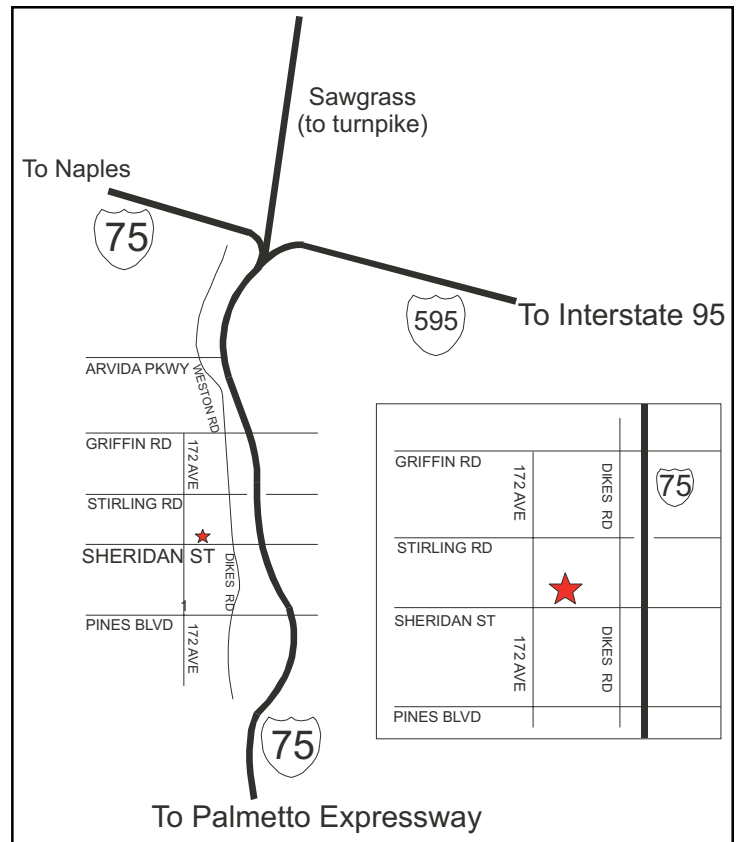 Sawgrass
(to turnpike)
To Naples
75
595
To Interstate 95
ARVIDA PKWY
WESTON RD
GRIFFIN RD
172 AVE
STIRLING RD
SHERIDAN ST
DIKES RD
1
PINES BLVD
172 AVE
75
To Palmetto Expressway
GRIFFIN RD
172 AVE
DIKES RD
75
STIRLING RD
SHERIDAN ST
172 AVE
DIKES RD
PINES BLVD